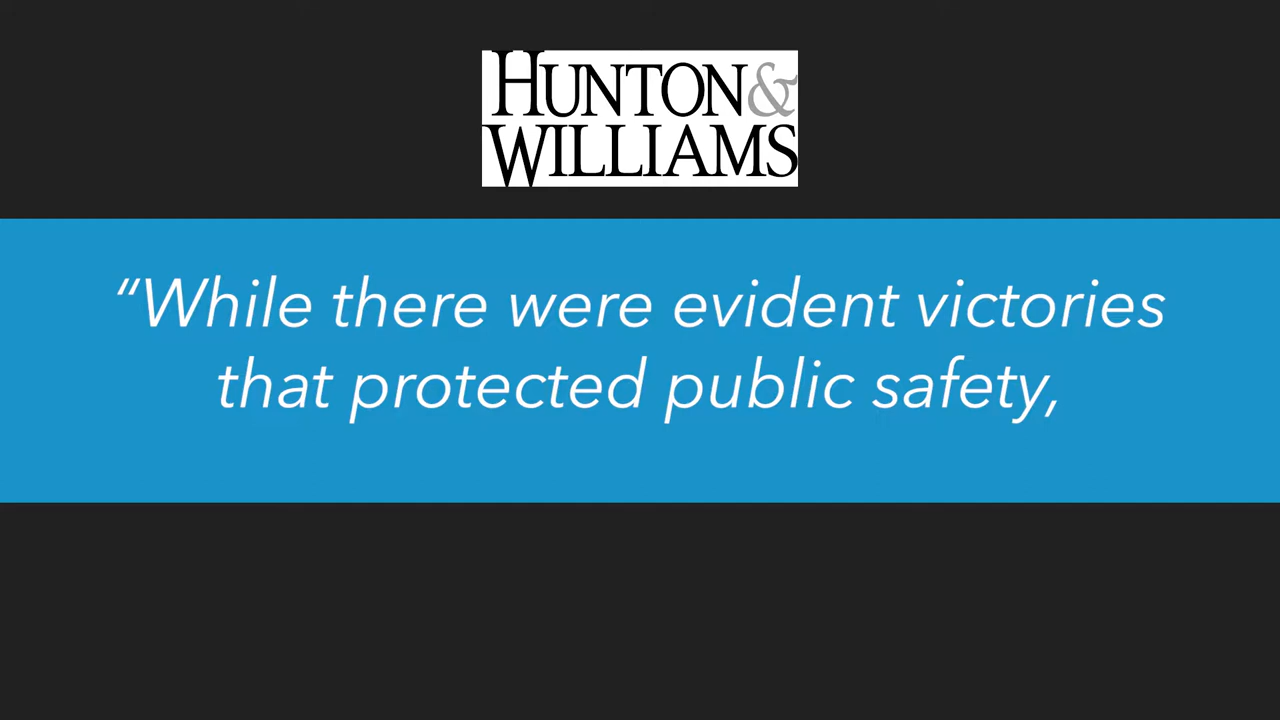 HUNTON&
WILLIAMS
“While there were evident victories
that protected public safety,